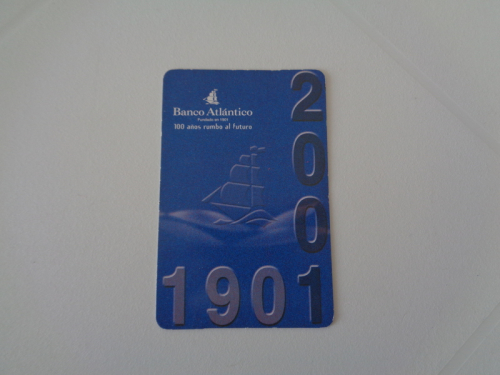 Banco Atlántico
Fundado en 1901
100 años rumbo al futuro
2001
1901